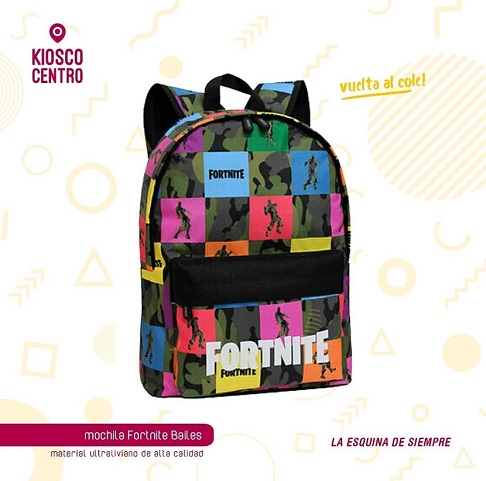 KIOSCO
CENTRO
vuelta al cole!
FORTNITE
FORTNITE
FORTNITE
mochila Fortnite Bailes
material ultraliviano de alta calidad
LA ESQUINA DE SIEMPRE